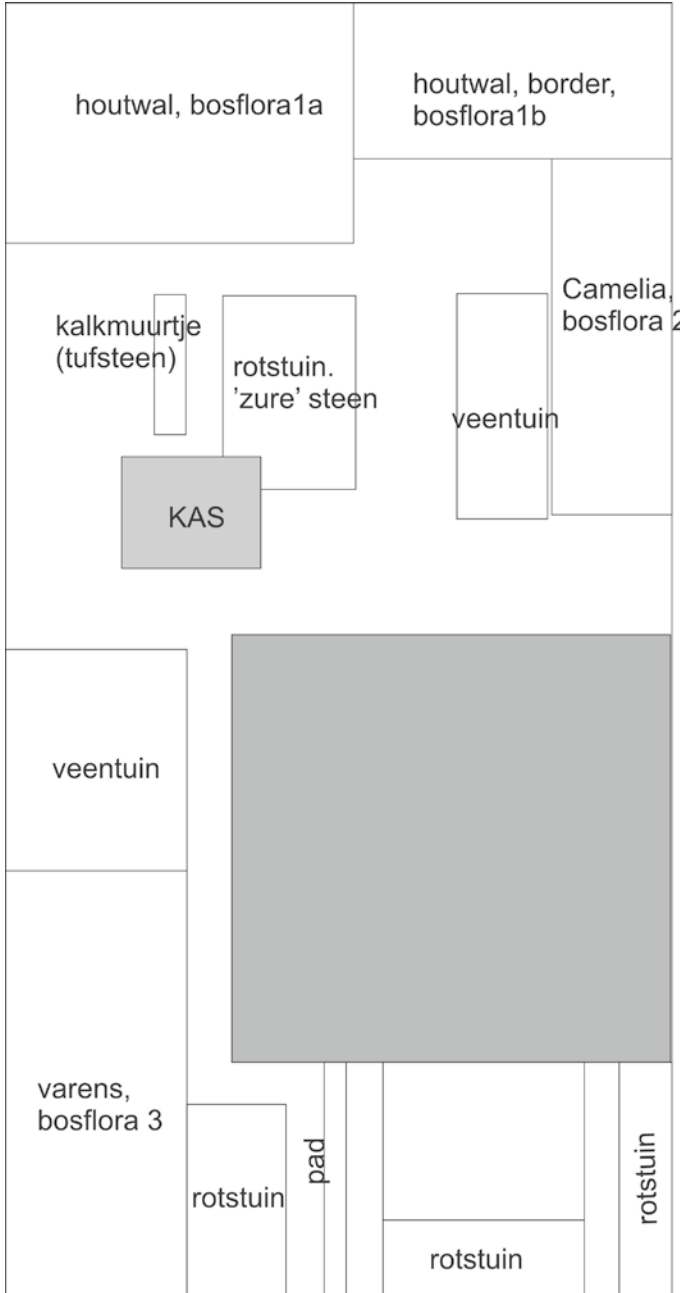 houtwal, bosflora1a
houtwal, border,
bosflora1b
kalkmuurtje
(tufsteen)
rotstuin.
'zure' steen
veentuin
Camelia,
bosflora 2
KAS
veentuin
varens,
bosflora 3
rotstuin
pad
rotstuin
rotstuin